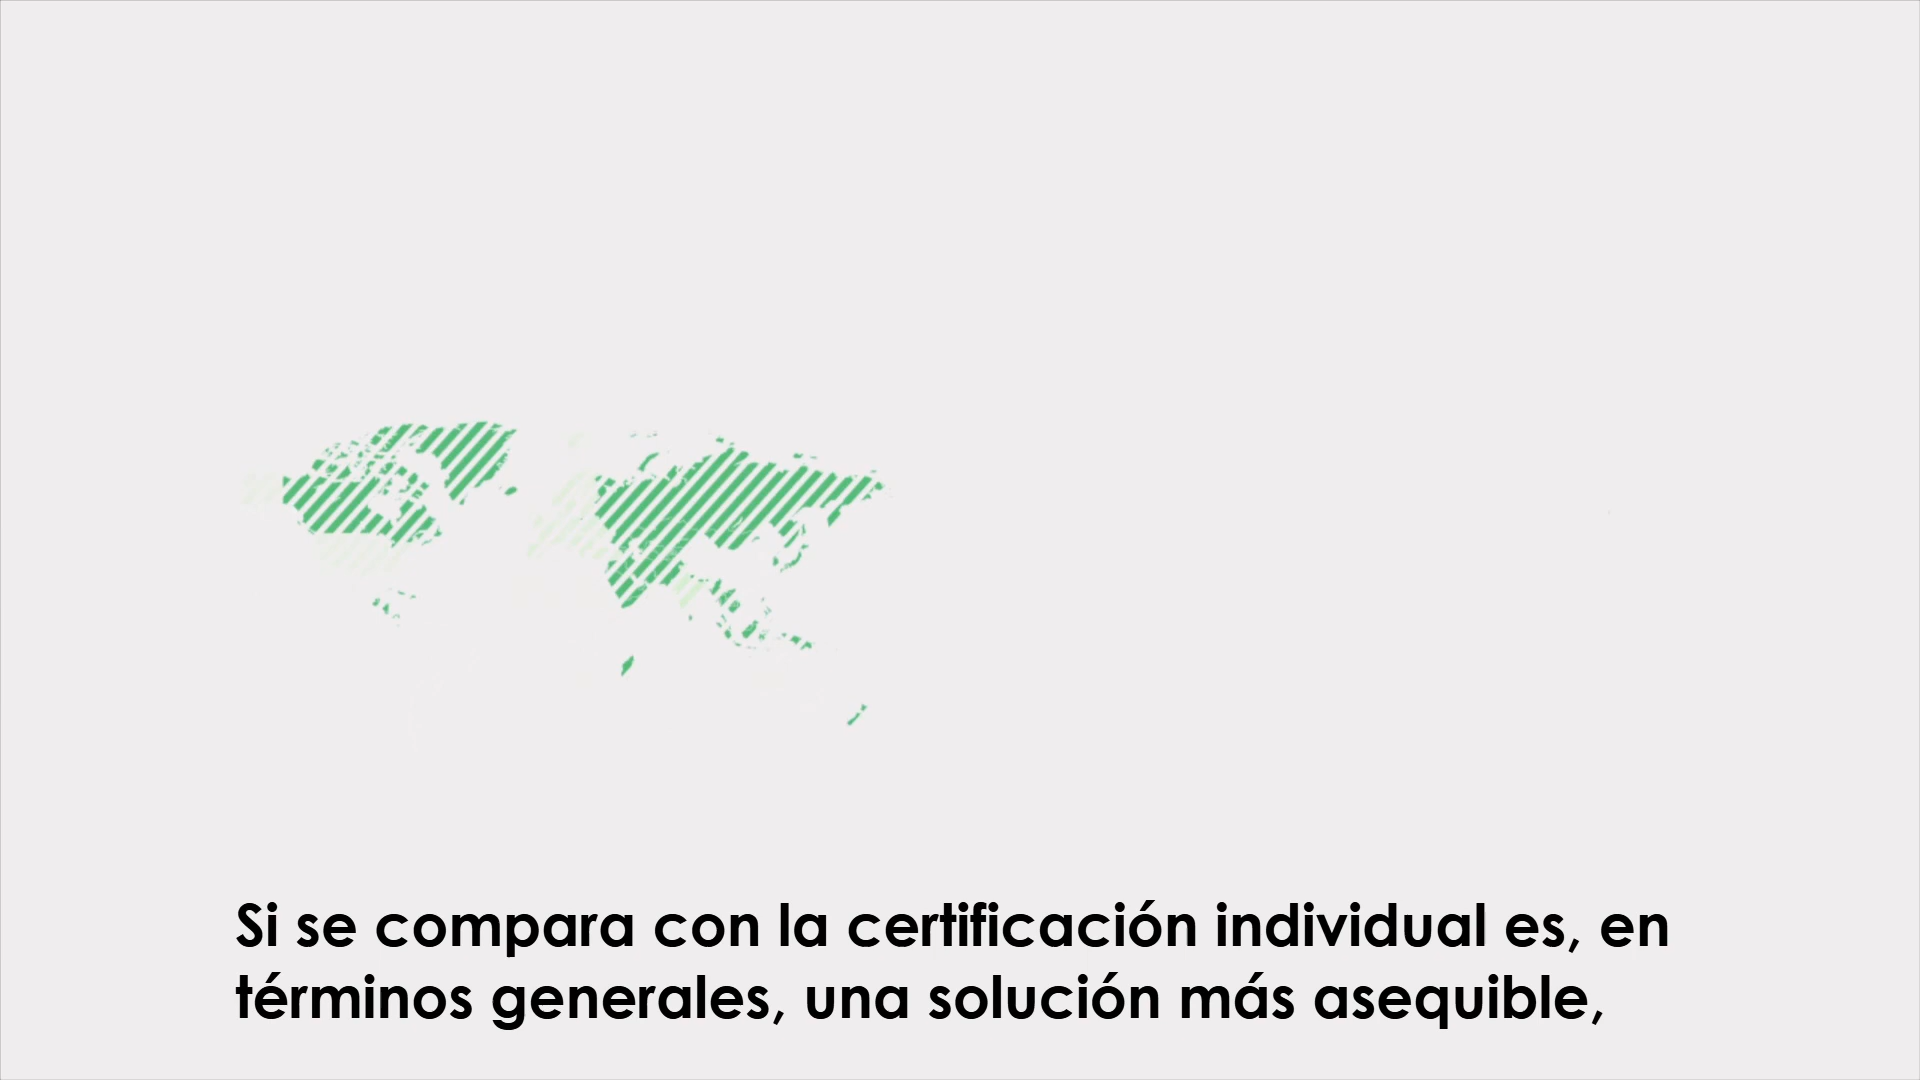 Si se compara con la certificación individual es, en
términos generales, una solución más asequible,